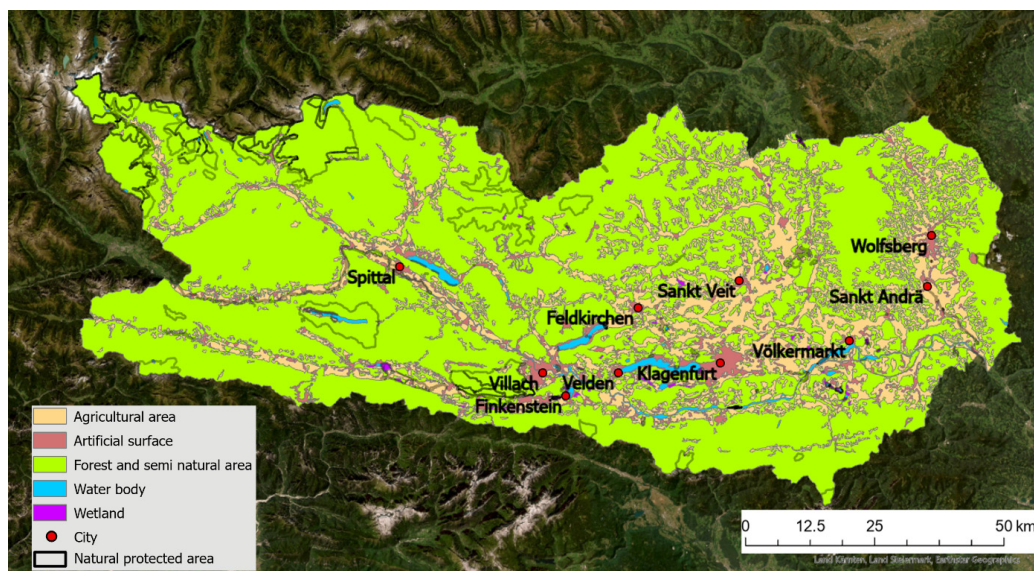 Wolfsberg
Spittal
Sankt Veit
Sankt Andrä
Feldkirchen
Völkermarkt
Villach
Velden
Klagenfurt
Finkenstein
Agricultural area
Artificial surface
Forest and semi natural area
Water body
Wetland
City
Natural protected area
0 12.5 25 50 km
Land Kärnten, Land Steiermark, Earthstar Geographics